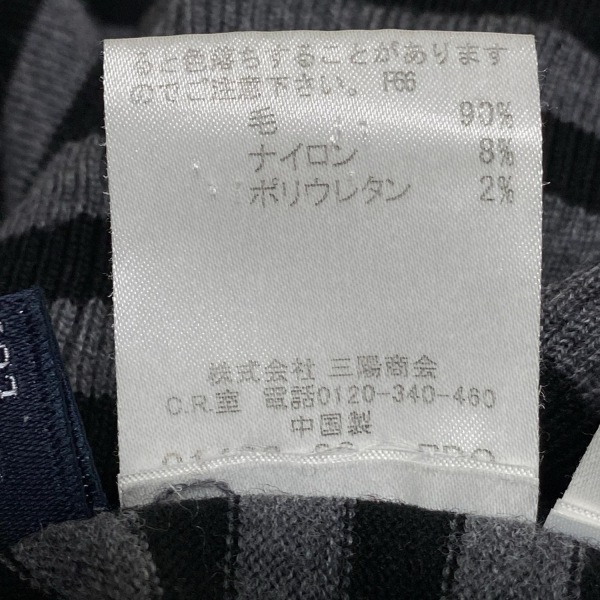 ると色落ちすることがあります
のでご注意下さい。 F66
毛 90%
ナイロン 8%
ポリウレタン 2%
株式会社 三陽商会
C.R.室 電話0120-340-460
中国製